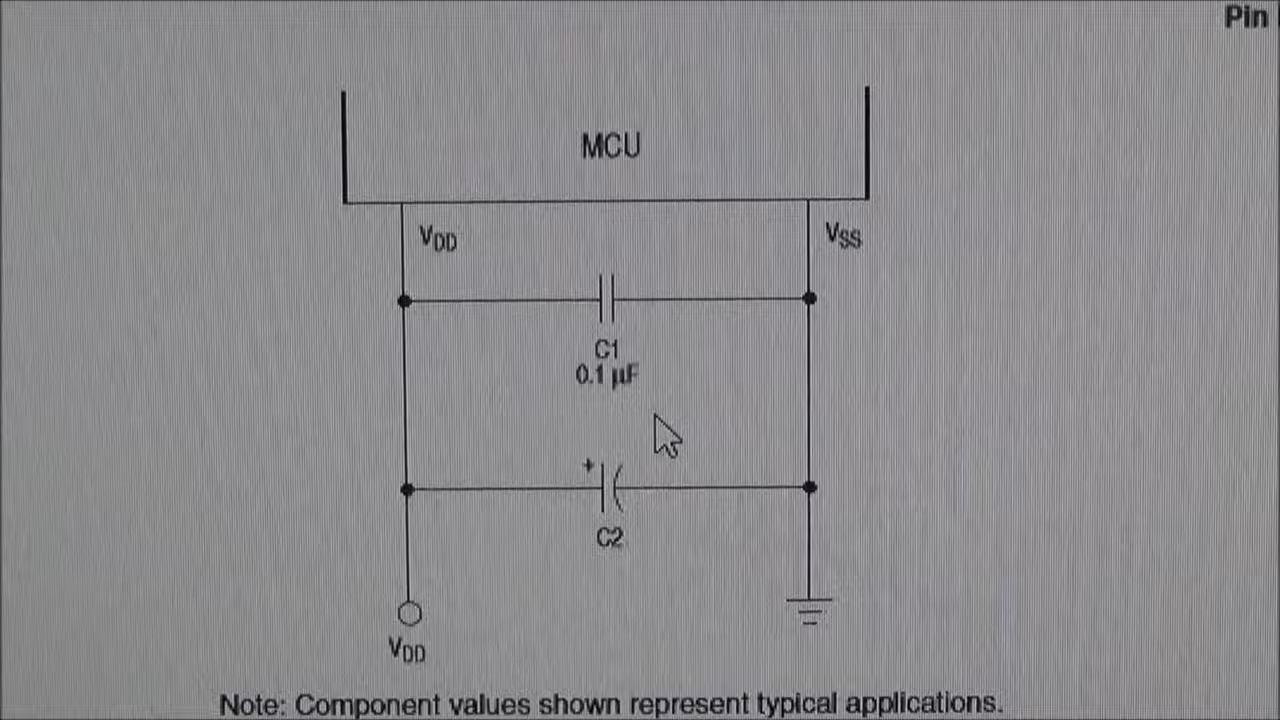 Pin
MCU
VDD
VSS
C1
0.1 µF
+
C2
VDD
Note: Component values shown represent typical applications.